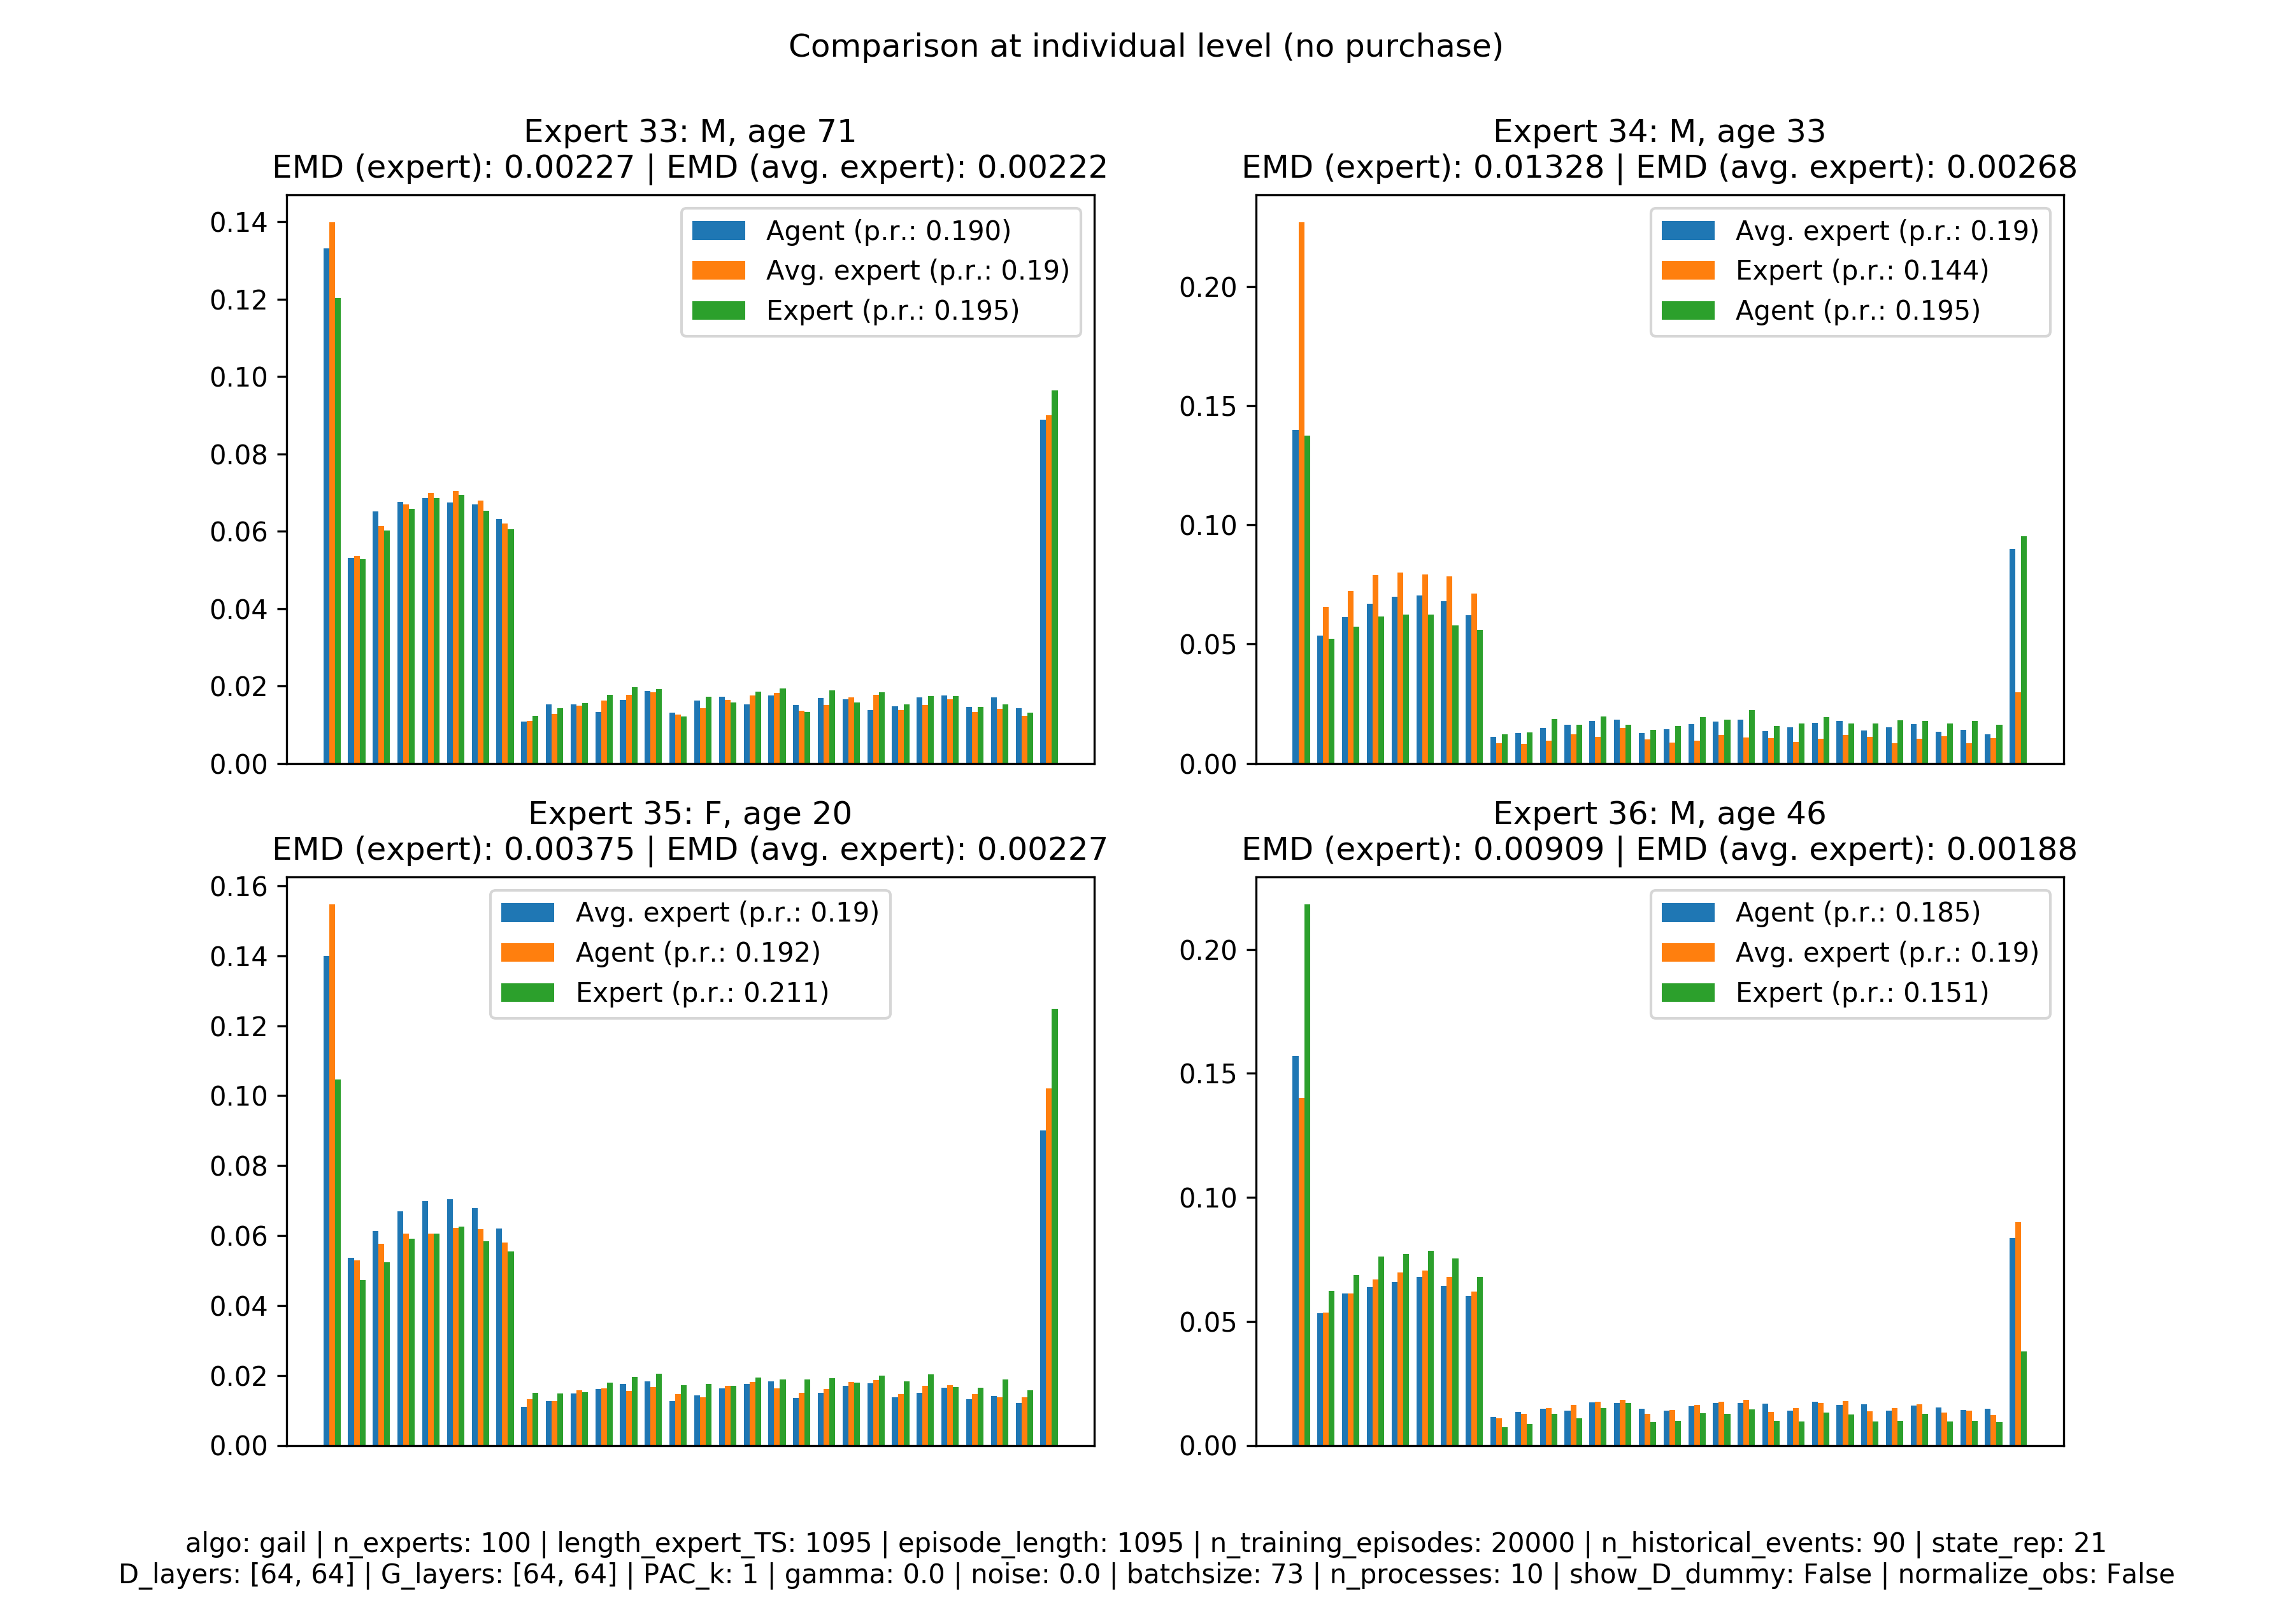 Comparison at individual level (no purchase)
Expert 33: M, age 71
EMD (expert): 0.00227 | EMD (avg. expert): 0.00222
0.14
0.12
0.10
0.08
0.06
0.04
0.02
0.00
Agent (p.r.: 0.190)
Avg. expert (p.r.: 0.19)
Expert (p.r.: 0.195)
Expert 34: M, age 33
EMD (expert): 0.01328 | EMD (avg. expert): 0.00268
0.20
0.15
0.10
0.05
0.00
Avg. expert (p.r.: 0.19)
Expert (p.r.: 0.144)
Agent (p.r.: 0.195)
Expert 35: F, age 20
EMD (expert): 0.00375 | EMD (avg. expert): 0.00227
0.16
0.14
0.12
0.10
0.08
0.06
0.04
0.02
0.00
Avg. expert (p.r.: 0.19)
Agent (p.r.: 0.192)
Expert (p.r.: 0.211)
Expert 36: M, age 46
EMD (expert): 0.00909 | EMD (avg. expert): 0.00188
0.20
0.15
0.10
0.05
0.00
Agent (p.r.: 0.185)
Avg. expert (p.r.: 0.19)
Expert (p.r.: 0.151)
algo: gail | n_experts: 100 | length_expert_TS: 1095 | episode_length: 1095 | n_training_episodes: 20000 | n_historical_events: 90 | state_rep: 21
D_layers: [64, 64] | G_layers: [64, 64] | PAC_k: 1 | gamma: 0.0 | noise: 0.0 | batchsize: 73 | n_processes: 10 | show_D_dummy: False | normalize_obs: False